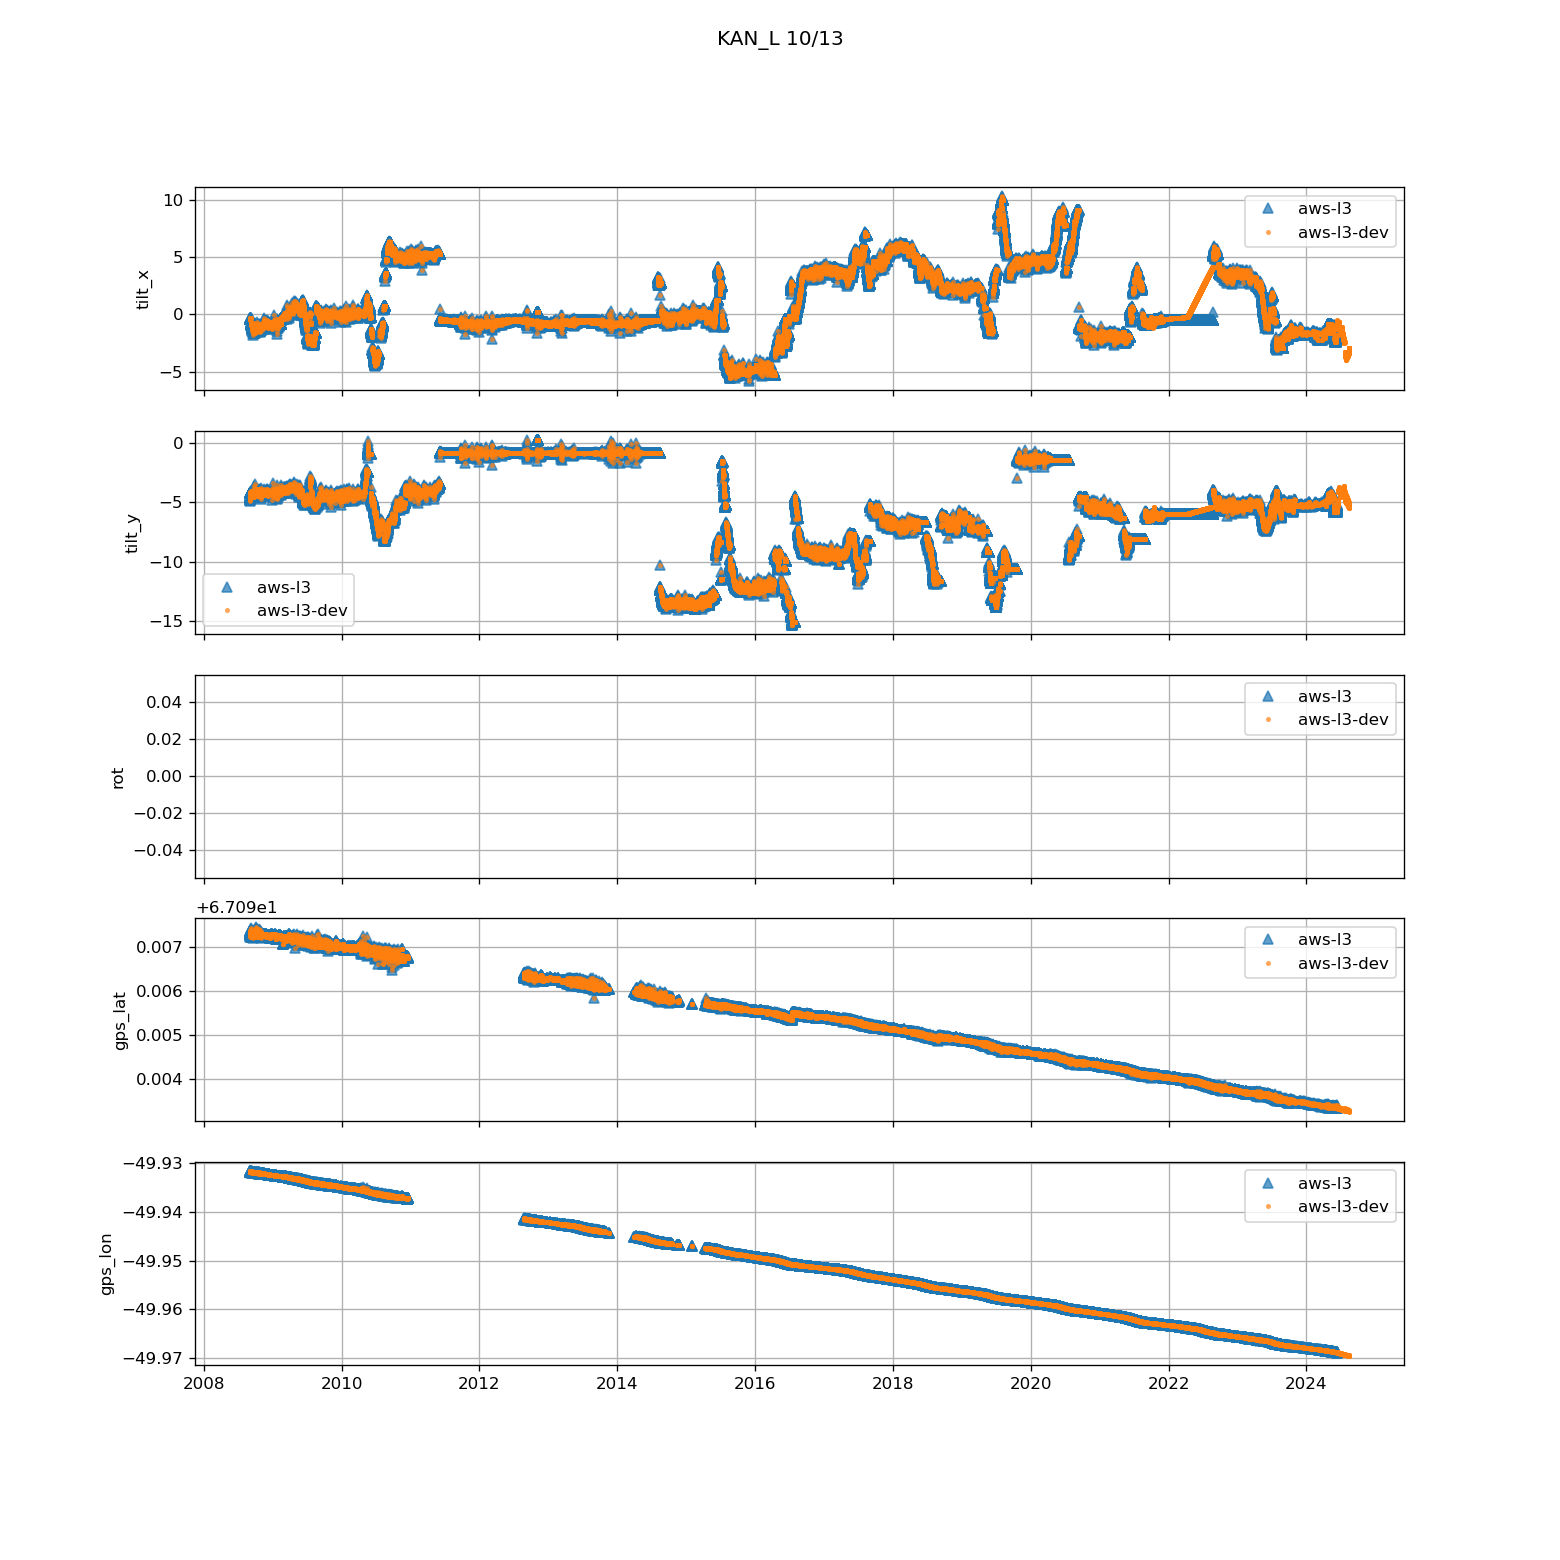 KAN_L 10/13
10
5
0
−5
tilt_x
aws-l3
aws-l3-dev
0
−5
−10
−15
tilt_y
aws-l3
aws-l3-dev
0.04
0.02
0.00
−0.02
−0.04
rot
aws-l3
aws-l3-dev
+6.709e1
0.007
0.006
0.005
0.004
gps_lat
aws-l3
aws-l3-dev
−49.93
−49.94
−49.95
−49.96
−49.97
gps_lon
aws-l3
aws-l3-dev
2008 2010 2012 2014 2016 2018 2020 2022 2024